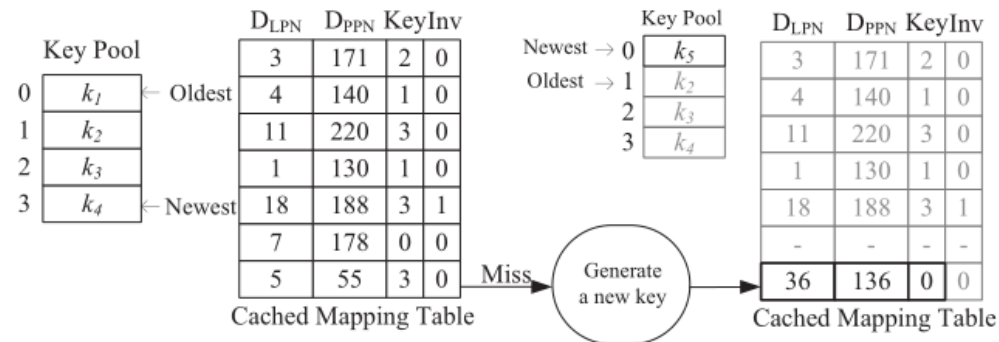 Key Pool
0 k1 ← Oldest
1 k2
2 k3
3 k4 ← Newest
DLPN DPPN Key Inv
3 171 2 0
4 140 1 0
11 220 3 0
1 130 1 0
18 188 3 1
7 178 0 0
5 55 3 0
Cached Mapping Table
Miss
Generate
a new key
Key Pool
Newest → 0 k5
Oldest → 1 k2
2 k3
3 k4
DLPN DPPN Key Inv
3 171 2 0
4 140 1 0
11 220 3 0
1 130 1 0
18 188 3 1
- - - -
36 136 0 0
Cached Mapping Table